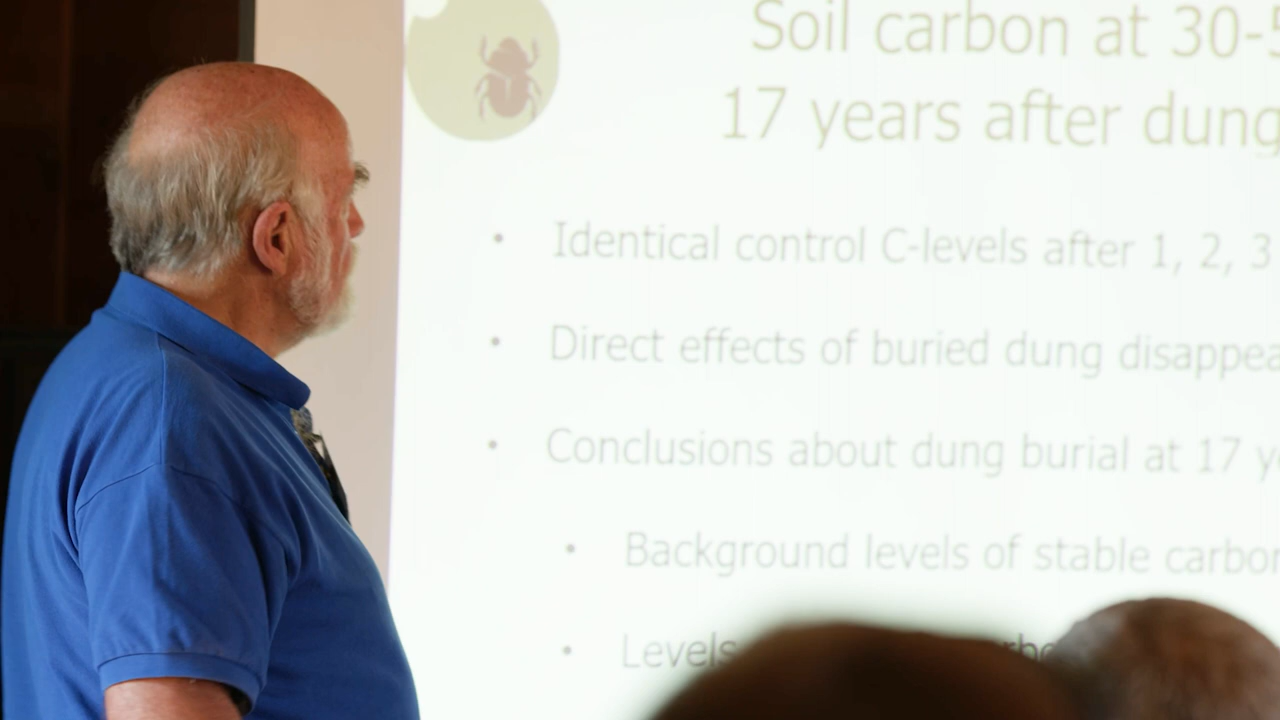 Soil carbon at 30-5
17 years after dung
• Identical control C-levels after 1, 2, 3
• Direct effects of buried dung disappea
• Conclusions about dung burial at 17 y
• Background levels of stable carbon
• Levels